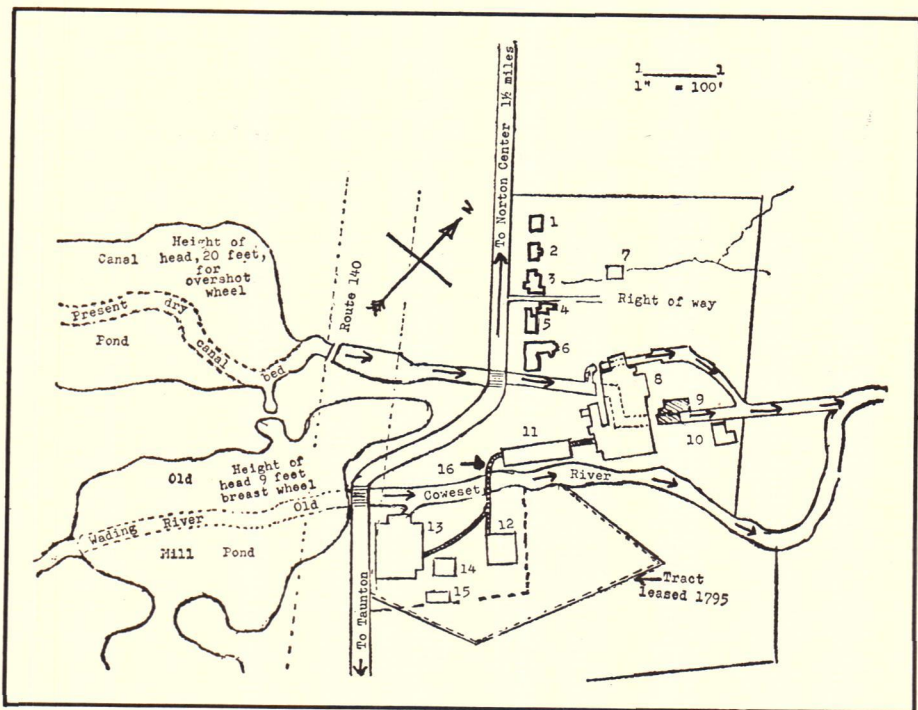 1 1
1" = 100'
To Norton Center 1½ miles
N
Canal
Height of
head, 20 feet,
for
overshot
wheel
Route 140
Present dry
canal
bed
Pond
1
2
3
4
5
6
7
Right of way
8
9
10
11
16
Old
Height of
head 9 feet
breast wheel
Wading River
Old
Mill Pond
Coweset River
12
13
14
15
To Taunton
Tract
leased 1795